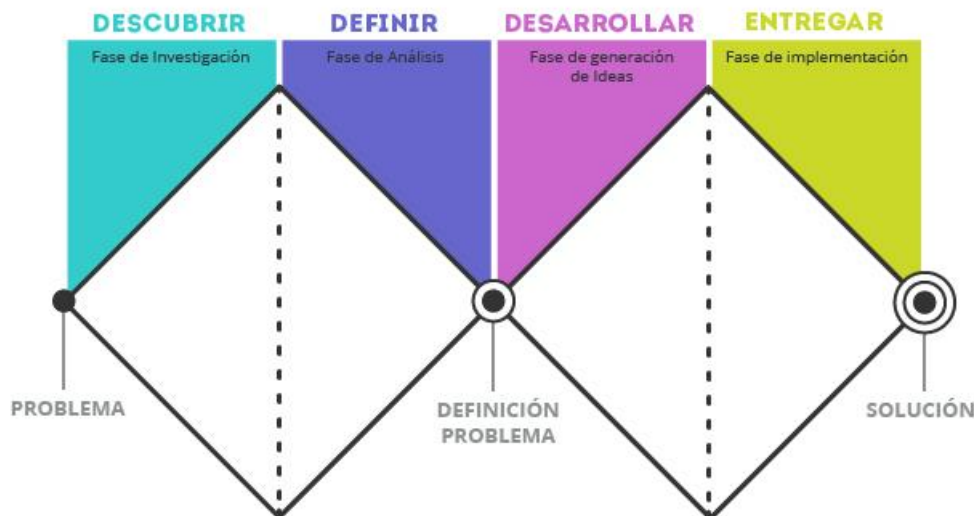 DESCUBRIR
Fase de Investigación
DEFINIR
Fase de Análisis
DESARROLLAR
Fase de generación
de Ideas
ENTREGAR
Fase de implementación
PROBLEMA
DEFINICIÓN
PROBLEMA
SOLUCIÓN